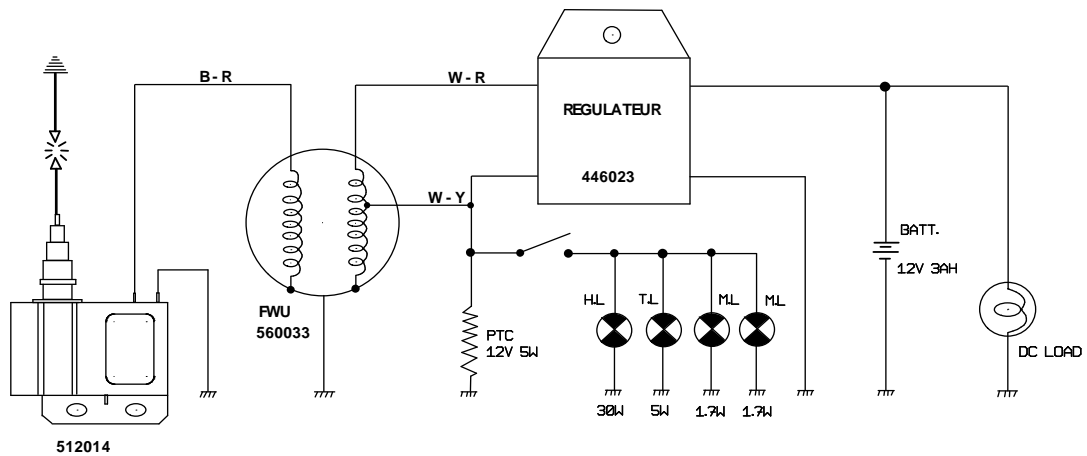 B-R
W-R
REGULATEUR
446023
W-Y
BATT.
12V 3AH
H.L
T.L
M.L
M.L
FWU
560033
PTC
12V 5W
DC LOAD
30W
5W
1.7W
1.7W
512014